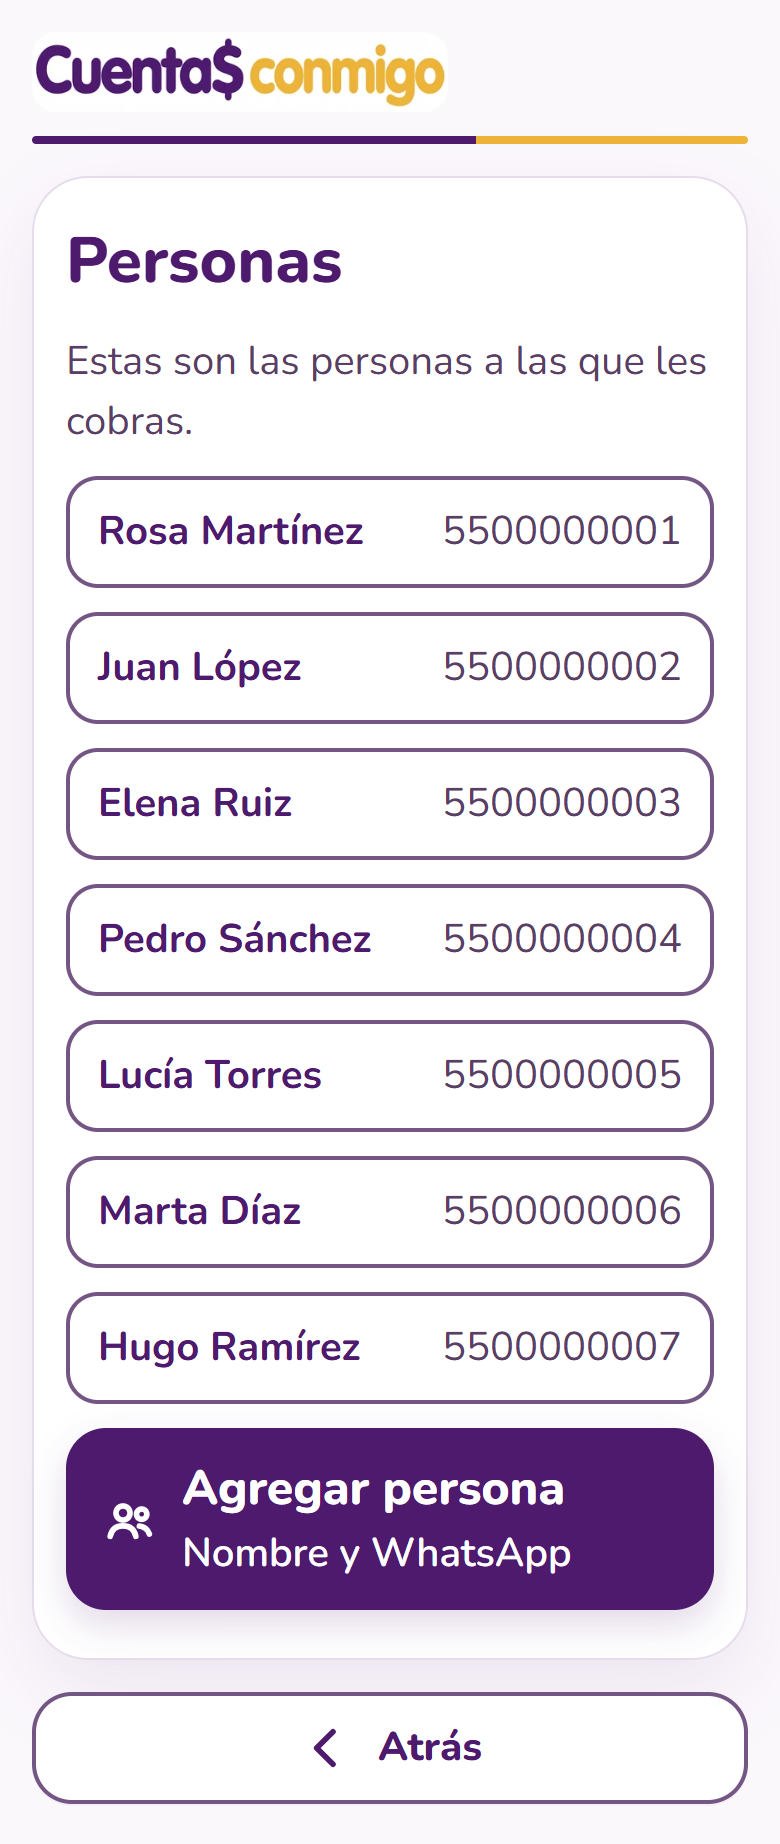 Cuenta$ conmigo
Personas
Estas son las personas a las que les
cobras.
Rosa Martínez 5500000001
Juan López 5500000002
Elena Ruiz 5500000003
Pedro Sánchez 5500000004
Lucía Torres 5500000005
Marta Díaz 5500000006
Hugo Ramírez 5500000007
Agregar persona
Nombre y WhatsApp
Atrás